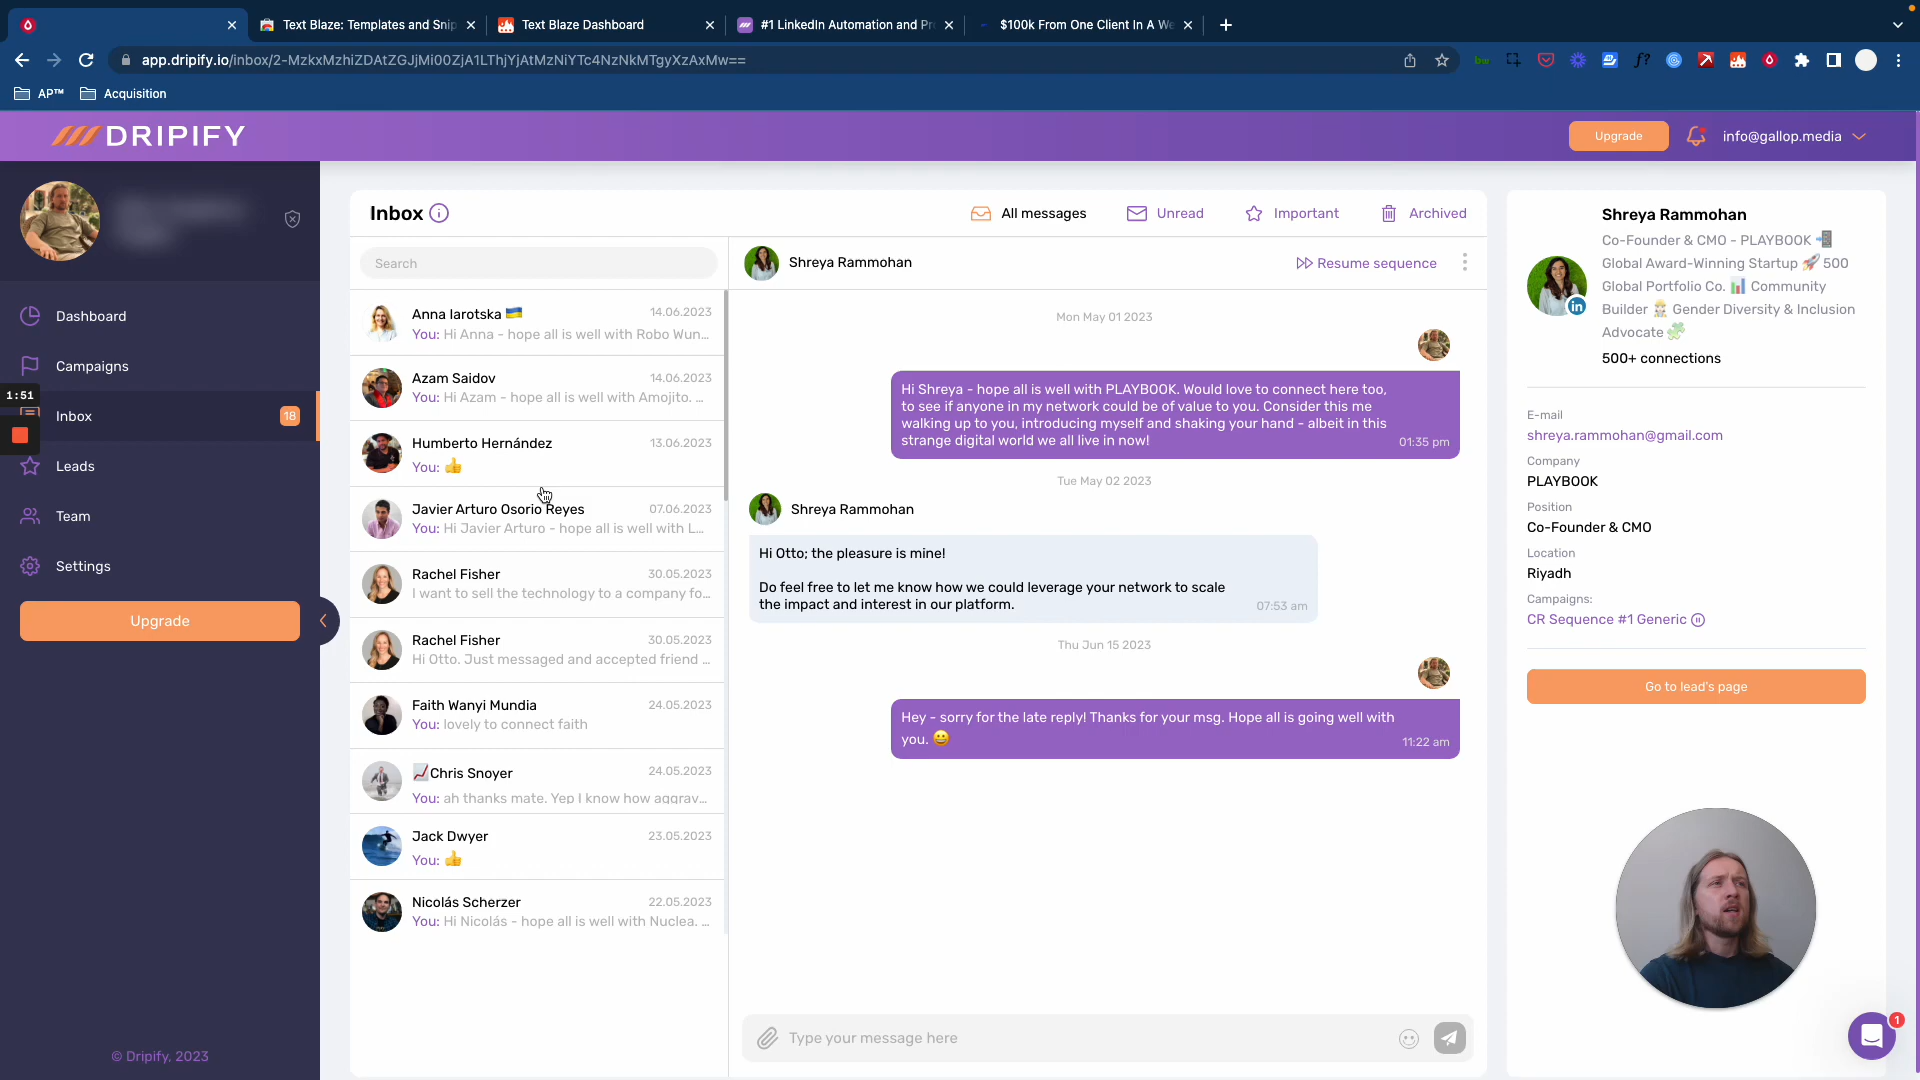 Text Blaze: Templates and Snip
Text Blaze Dashboard
#1 LinkedIn Automation and Pr
$100k From One Client In A We
app.dripify.io/inbox/2-MzkxMzhiZDAtZGJjMi00ZjA1LThjYjAtMzNiYTc4NzNkMTgyXzAxMw==
AP™
Acquisition
DRIPIFY
Upgrade
info@gallop.media
Dashboard
Campaigns
1:51
Inbox
18
Leads
Team
Settings
Upgrade
© Dripify, 2023
Inbox
All messages
Unread
Important
Archived
Search
Anna Iarotska 🇺🇦
14.06.2023
You: Hi Anna - hope all is well with Robo Wun...
Azam Saidov
14.06.2023
You: Hi Azam - hope all is well with Amojito. ...
Humberto Hernández
13.06.2023
You: 👍
Javier Arturo Osorio Reyes
07.06.2023
You: Hi Javier Arturo - hope all is well with L...
Rachel Fisher
30.05.2023
I want to sell the technology to a company fo...
Rachel Fisher
30.05.2023
Hi Otto. Just messaged and accepted friend ...
Faith Wanyi Mundia
24.05.2023
You: lovely to connect faith
📈Chris Snoyer
24.05.2023
You: ah thanks mate. Yep I know how aggrav...
Jack Dwyer
23.05.2023
You: 👍
Nicolás Scherzer
22.05.2023
You: Hi Nicolás - hope all is well with Nuclea. ...
Shreya Rammohan
Resume sequence
Mon May 01 2023
Hi Shreya - hope all is well with PLAYBOOK. Would love to connect here too,
to see if anyone in my network could be of value to you. Consider this me
walking up to you, introducing myself and shaking your hand - albeit in this
strange digital world we all live in now!
01:35 pm
Tue May 02 2023
Shreya Rammohan
Hi Otto; the pleasure is mine!
Do feel free to let me know how we could leverage your network to scale
the impact and interest in our platform.
07:53 am
Thu Jun 15 2023
Hey - sorry for the late reply! Thanks for your msg. Hope all is going well with
you. 😀
11:22 am
Type your message here
Shreya Rammohan
Co-Founder & CMO - PLAYBOOK 📲
Global Award-Winning Startup 🚀 500
Global Portfolio Co. 📊 Community
Builder 👷🏼‍♀️ Gender Diversity & Inclusion
Advocate 💸
500+ connections
E-mail
shreya.rammohan@gmail.com
Company
PLAYBOOK
Position
Co-Founder & CMO
Location
Riyadh
Campaigns:
CR Sequence #1 Generic
Go to lead's page
1